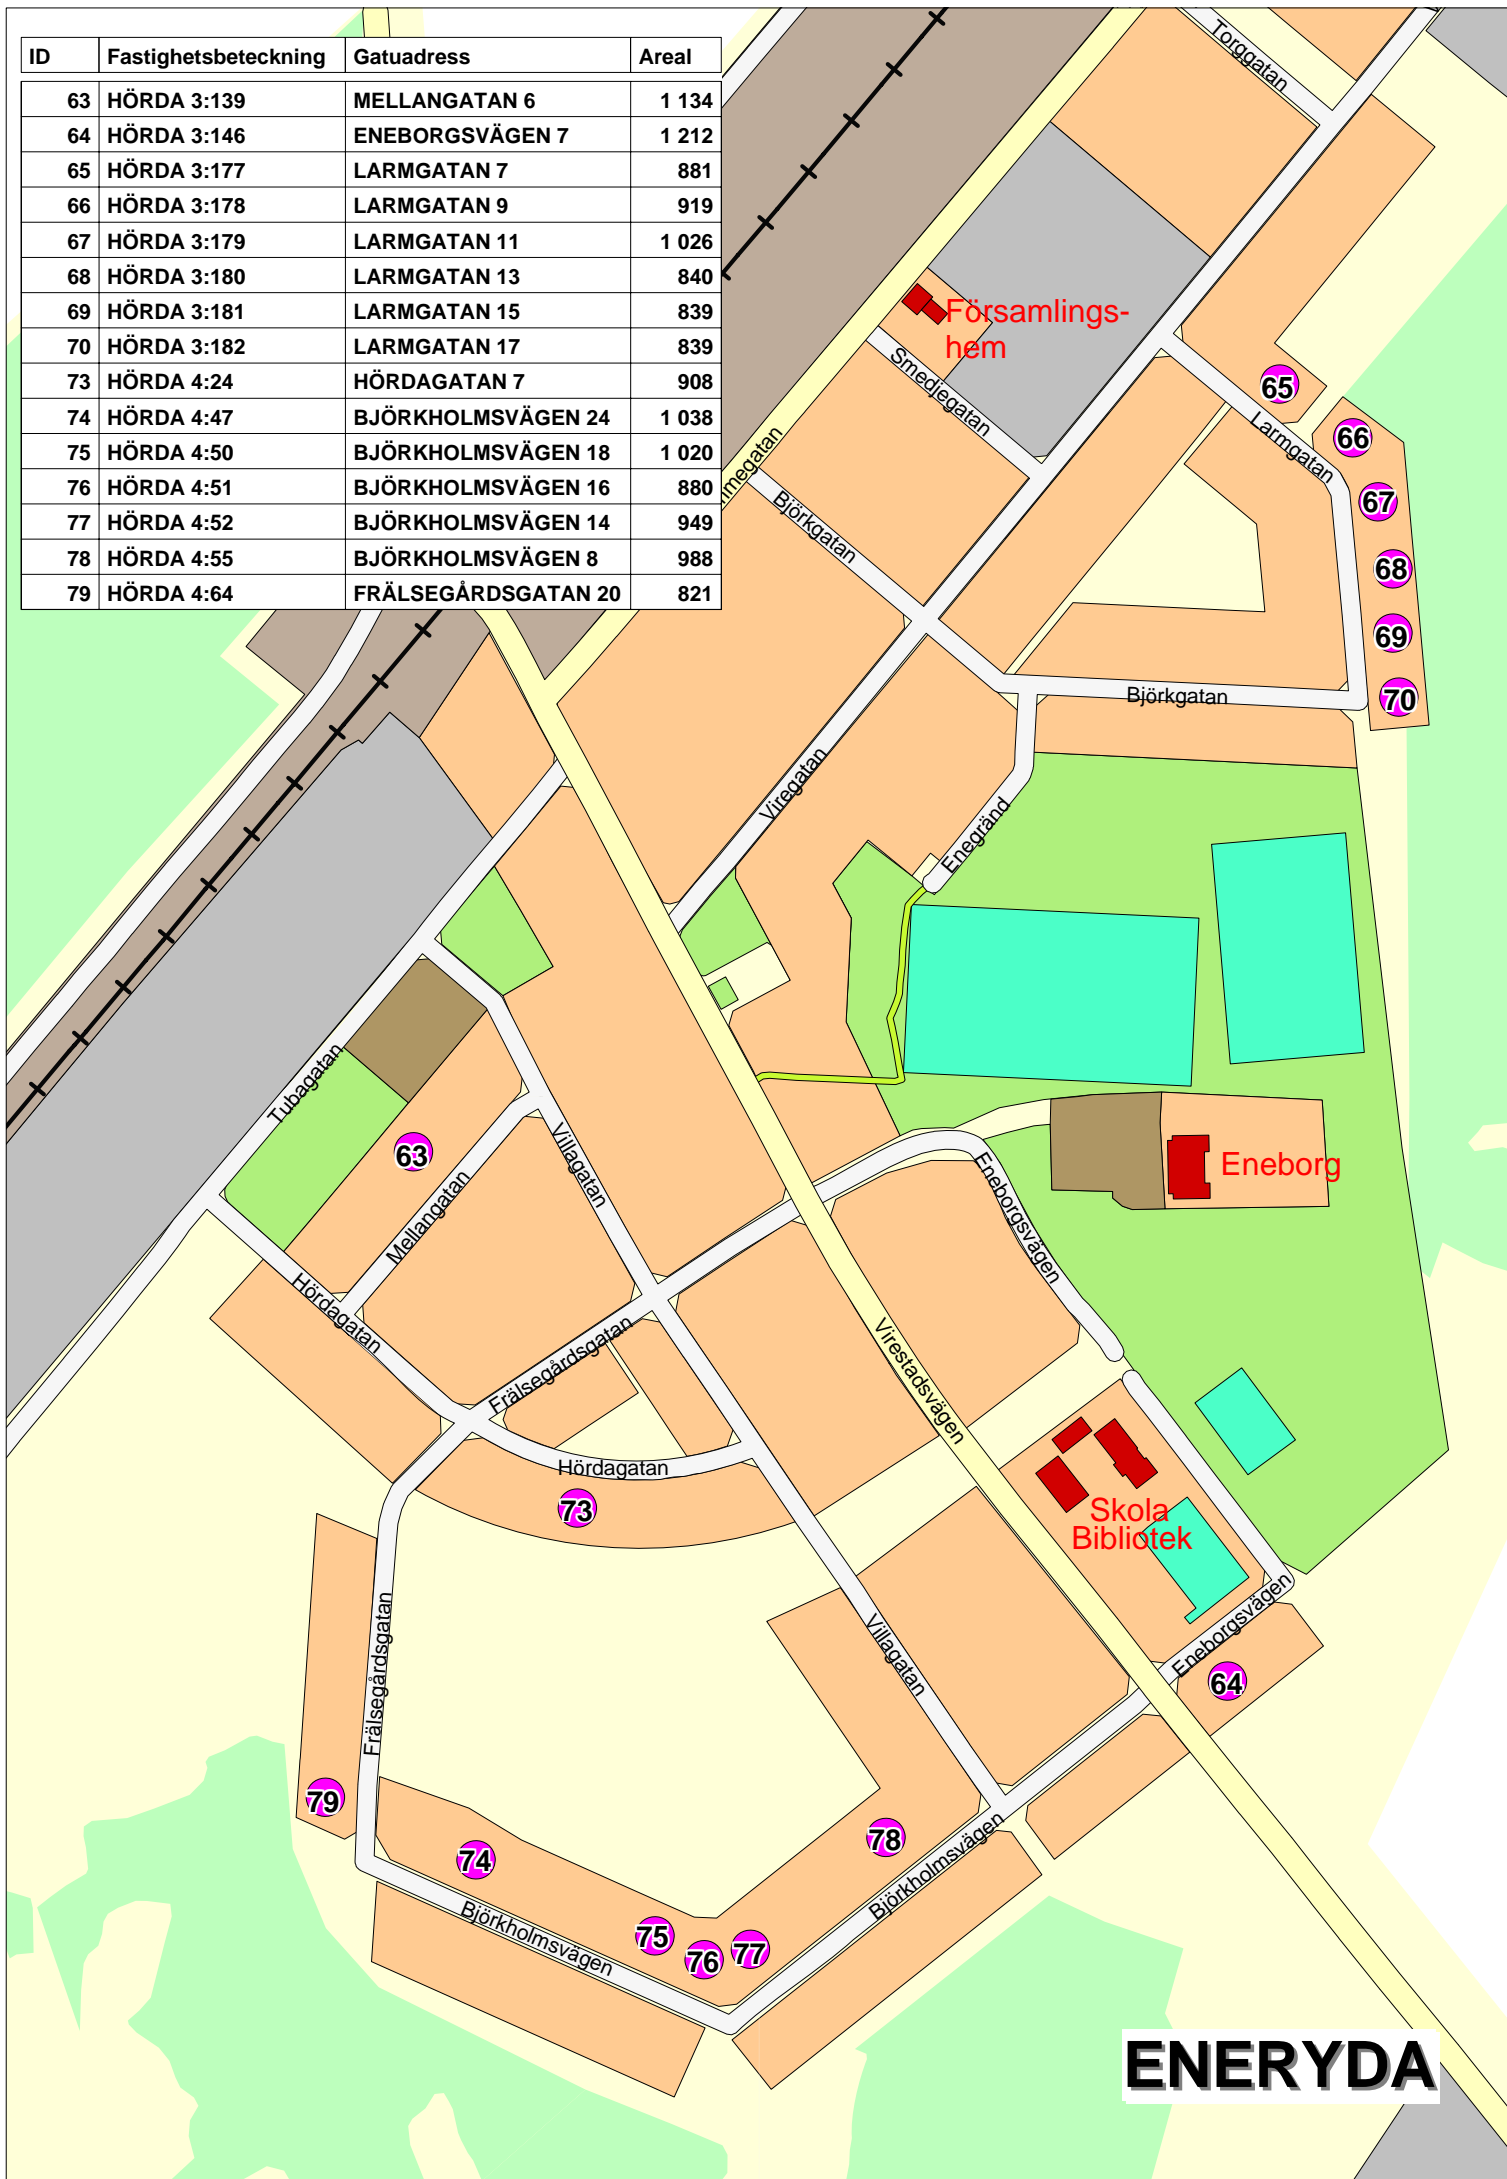 ID Fastighetsbeteckning Gatuadress Areal
63 HÖRDA 3:139 MELLANGATAN 6 1 134
64 HÖRDA 3:146 ENEBORGSVÄGEN 7 1 212
65 HÖRDA 3:177 LARMGATAN 7 881
66 HÖRDA 3:178 LARMGATAN 9 919
67 HÖRDA 3:179 LARMGATAN 11 1 026
68 HÖRDA 3:180 LARMGATAN 13 840
69 HÖRDA 3:181 LARMGATAN 15 839
70 HÖRDA 3:182 LARMGATAN 17 839
73 HÖRDA 4:24 HÖRDAGATAN 7 908
74 HÖRDA 4:47 BJÖRKHOLMSVÄGEN 24 1 038
75 HÖRDA 4:50 BJÖRKHOLMSVÄGEN 18 1 020
76 HÖRDA 4:51 BJÖRKHOLMSVÄGEN 16 880
77 HÖRDA 4:52 BJÖRKHOLMSVÄGEN 14 949
78 HÖRDA 4:55 BJÖRKHOLMSVÄGEN 8 988
79 HÖRDA 4:64 FRÄLSEGÅRDSGATAN 20 821
Torggatan
Församlings-
hem
Smedjegatan
65
Larmgatan
66
67
Björkgatan
68
69
70
Björkgatan
Viregatan
Enegränd
Tubagatan
63
Villagatan
Mellangatan
Eneborg
Eneborgsvägen
Hördagatan
Frälsegårdsgatan
Virestadsvägen
Hördagatan
73
Skola
Bibliotek
Frälsegårdsgatan
Villagatan
Eneborgsvägen
64
79
78
74
Björkholmsvägen
Björkholmsvägen
75
76
77
ENERYDA